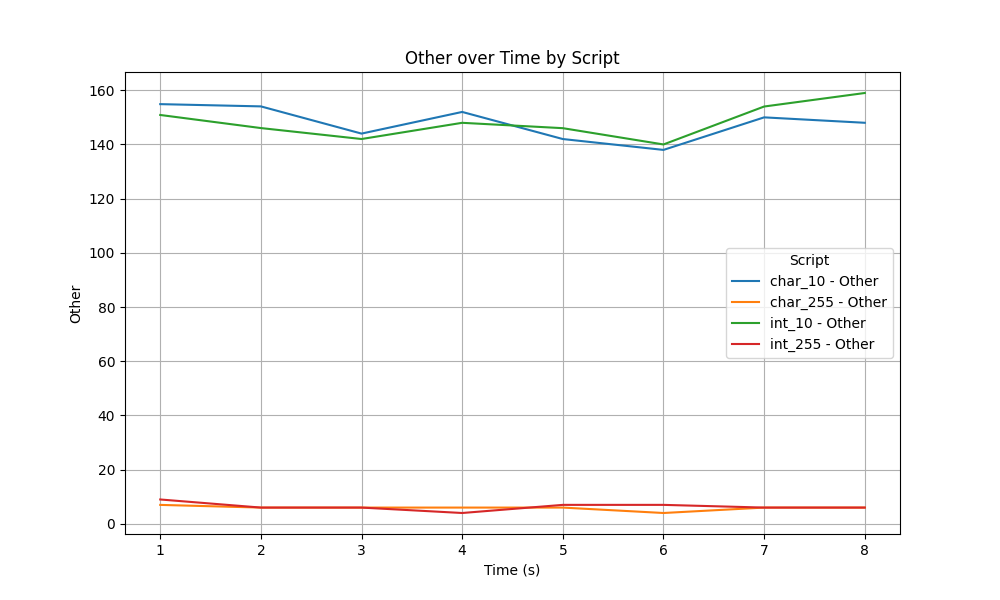 Other over Time by Script
160
140
120
100
80
60
40
20
0
Other
Script
char_10 - Other
char_255 - Other
int_10 - Other
int_255 - Other
1 2 3 4 5 6 7 8
Time (s)